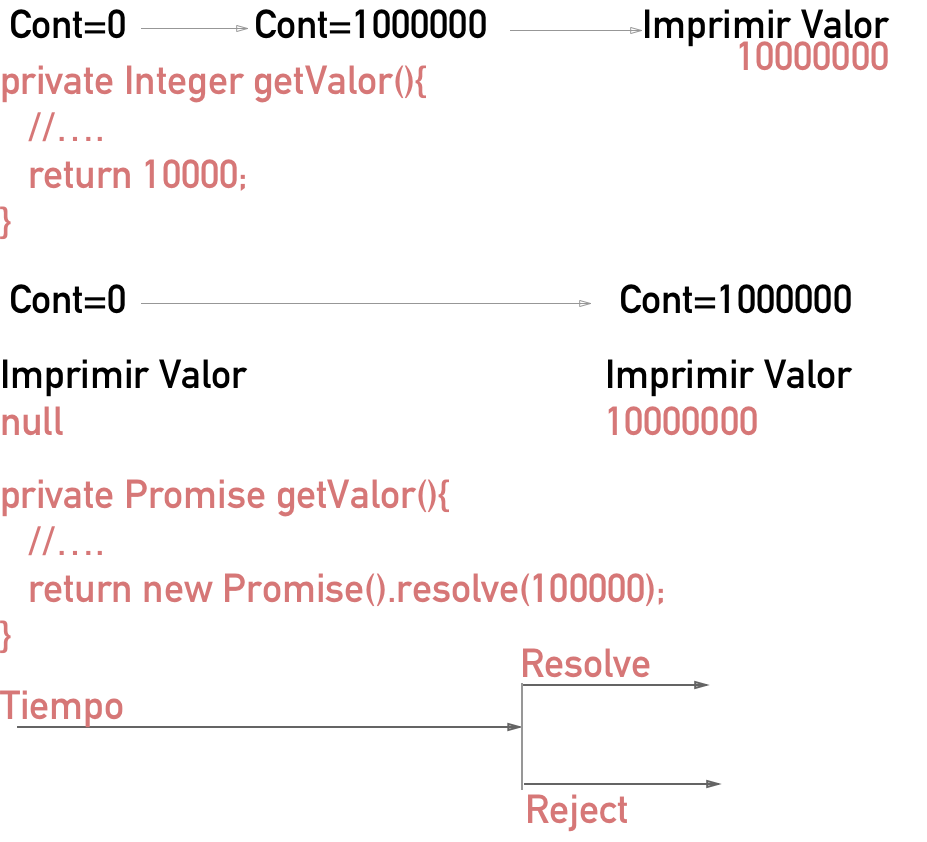 Cont=0 Cont=1000000 Imprimir Valor
10000000
private Integer getValor(){
//....
return 10000;
}
Cont=0 Cont=1000000
Imprimir Valor Imprimir Valor
null 10000000
private Promise getValor(){
//....
return new Promise().resolve(100000);
}
Resolve
Tiempo
Reject